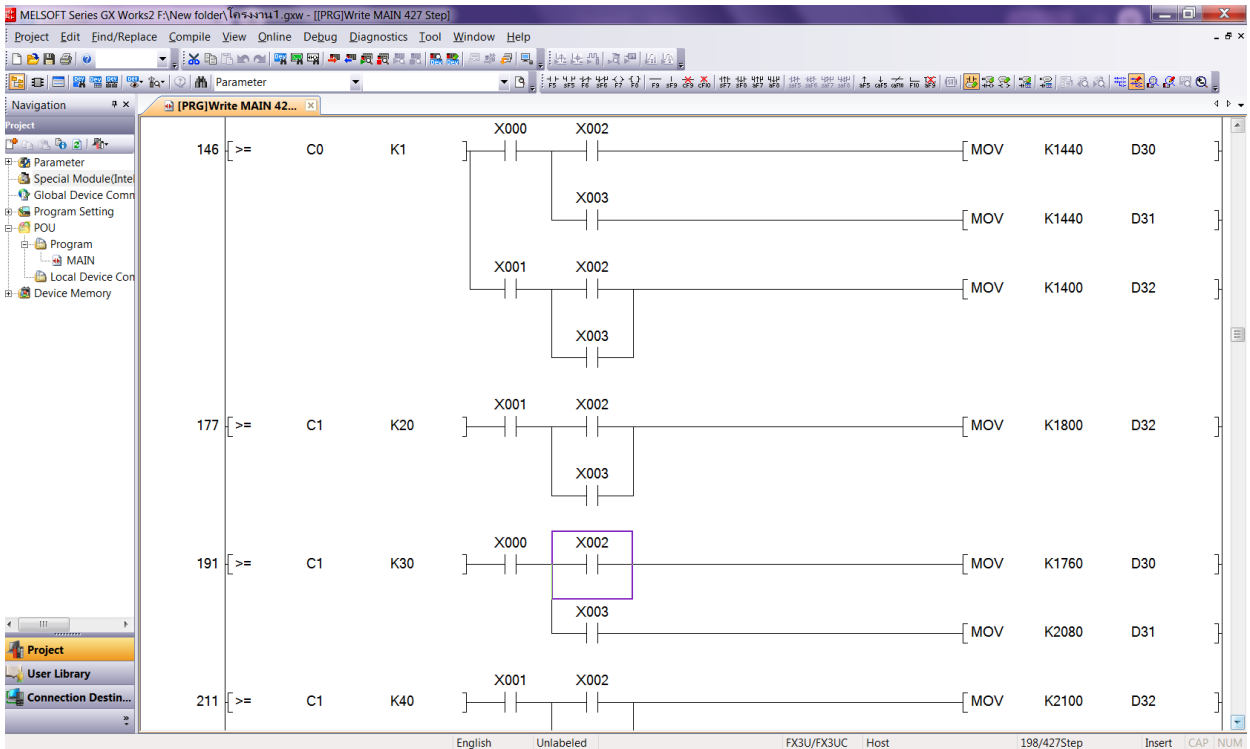 MELSOFT Series GX Works2 F:\New folder\โครงงาน1.gxw - [[PRG]Write MAIN 427 Step]
Project Edit Find/Replace Compile View Online Debug Diagnostics Tool Window Help
Parameter
Navigation
[PRG]Write MAIN 42...
Project
Parameter
Special Module(Intel
Global Device Comm
Program Setting
POU
Program
MAIN
Local Device Con
Device Memory
X000 X002
146 >= C0 K1 MOV K1440 D30
X003
MOV K1440 D31
X001 X002
MOV K1400 D32
X003
X001 X002
177 >= C1 K20 MOV K1800 D32
X003
X000 X002
191 >= C1 K30 MOV K1760 D30
X003
MOV K2080 D31
X001 X002
211 >= C1 K40 MOV K2100 D32
Project
User Library
Connection Destin...
English Unlabeled FX3U/FX3UC Host 198/427Step Insert CAP NUM